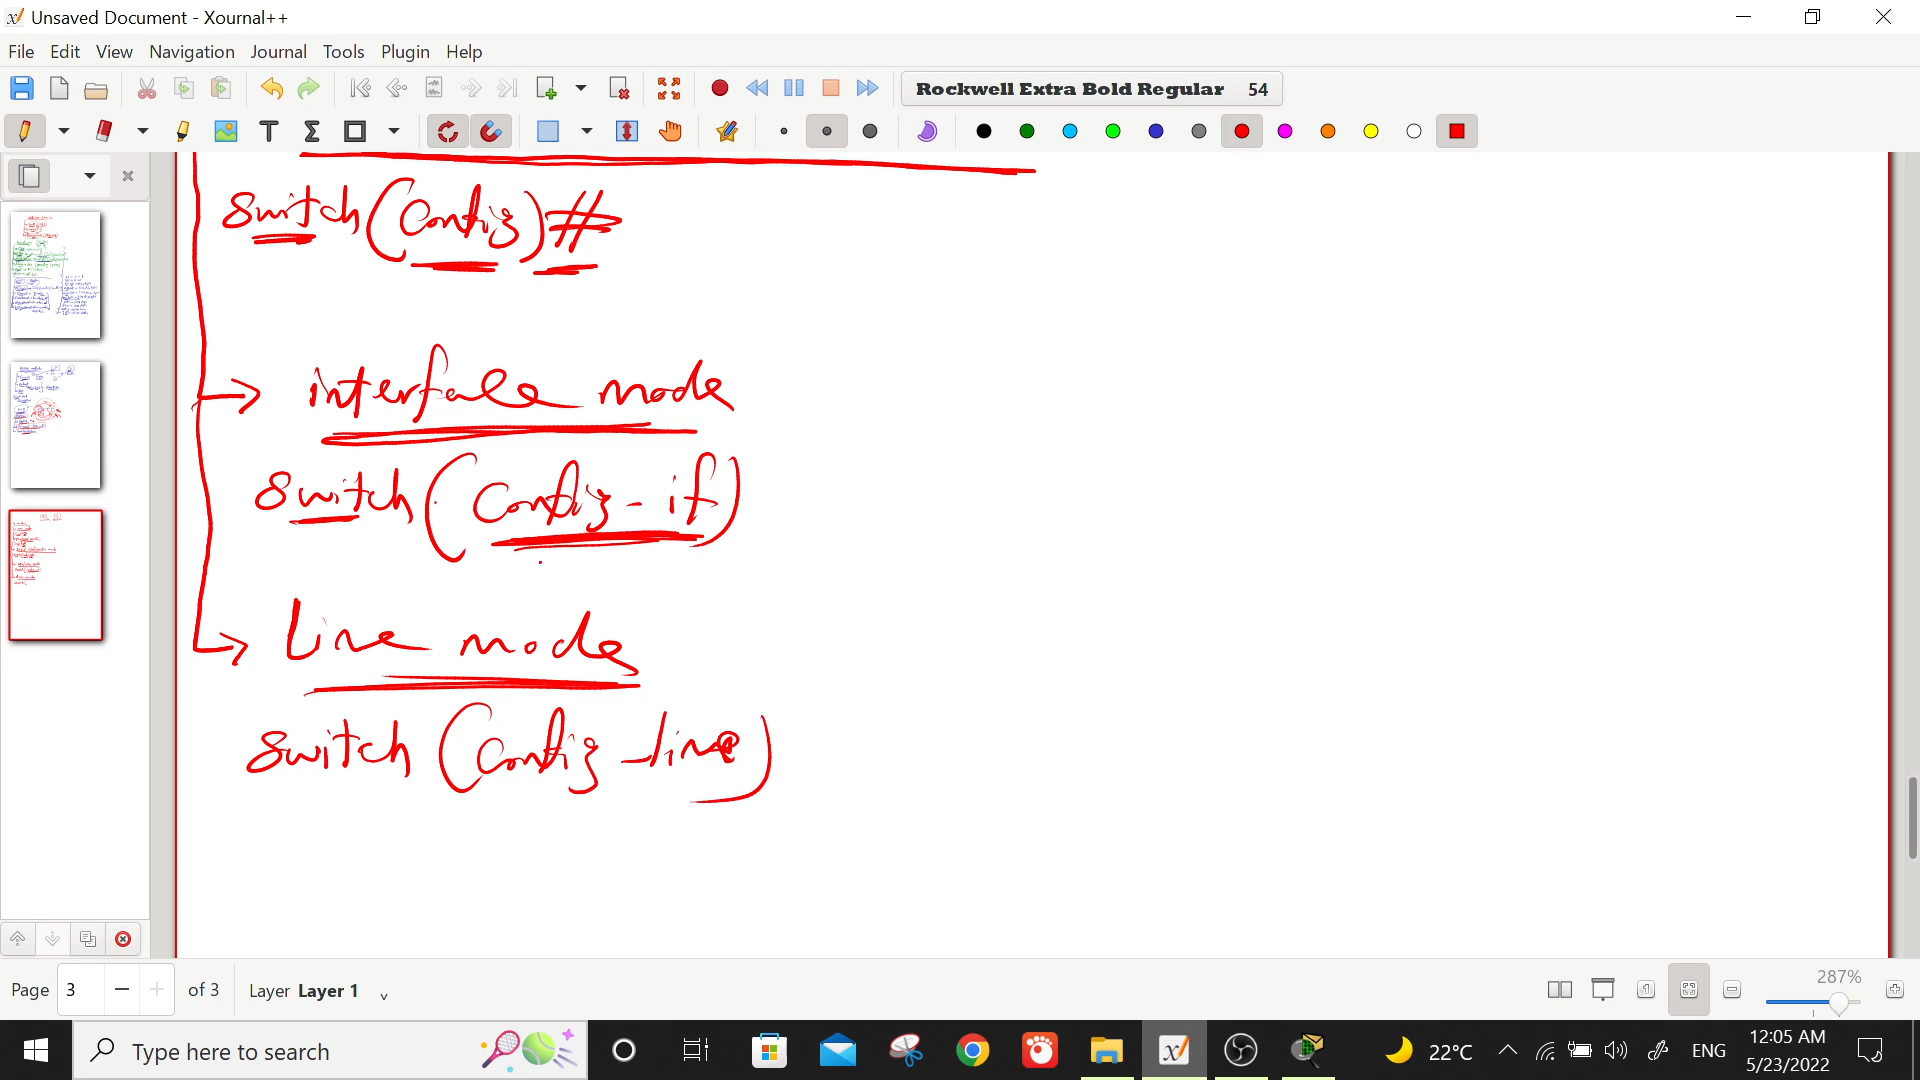 Unsaved Document - Xournal++
File Edit View Navigation Journal Tools Plugin Help
Rockwell Extra Bold Regular 54
switch(config)#
→ interface mode
switch(config-if)
→ Line mode
switch (config-line)
Page 3 of 3 Layer Layer 1
287%
Type here to search
22°C
ENG
12:05 AM
5/23/2022